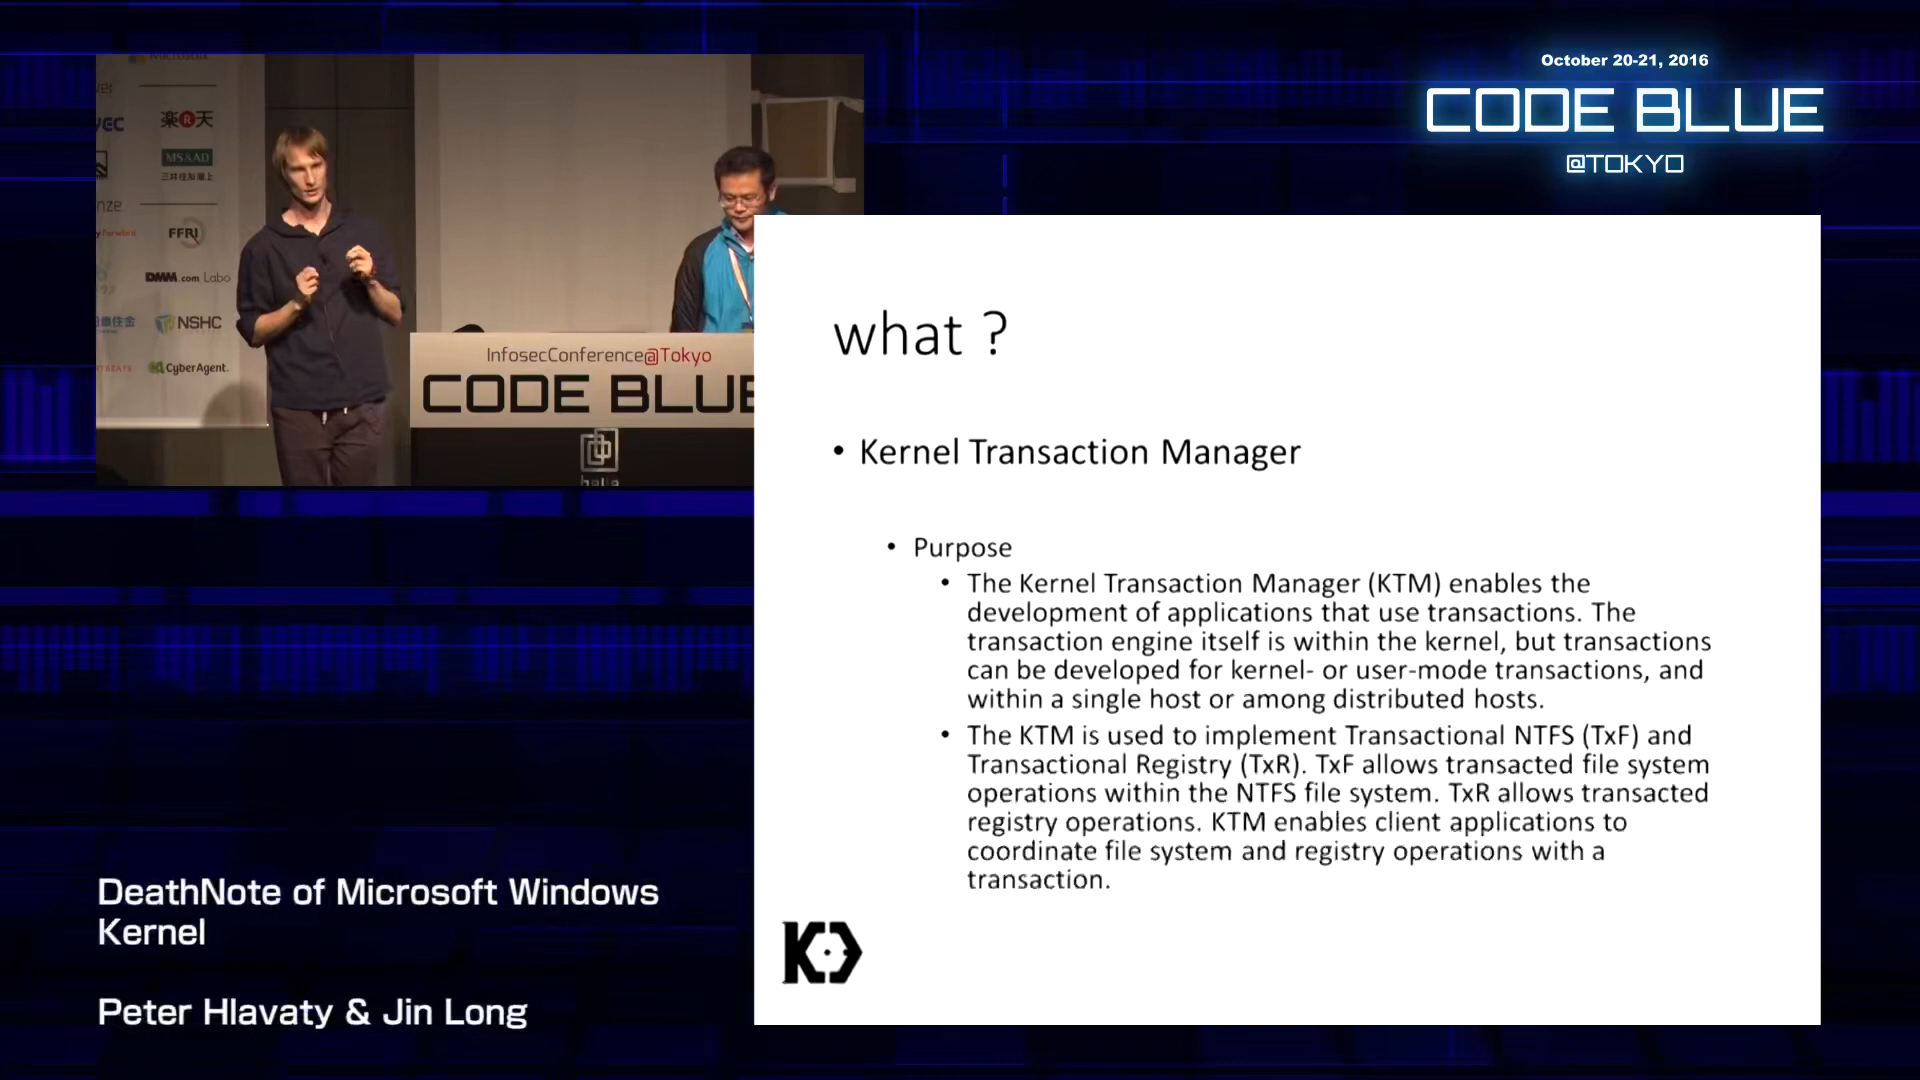 October 20-21, 2016
CODE BLUE
@TOKYO
楽R天
MS&AD
FFRI
DMM.com Labo
NSHC
CyberAgent.
InfosecConference@Tokyo
CODE BLUE
what ?
• Kernel Transaction Manager
• Purpose
• The Kernel Transaction Manager (KTM) enables the
development of applications that use transactions. The
transaction engine itself is within the kernel, but transactions
can be developed for kernel- or user-mode transactions, and
within a single host or among distributed hosts.
• The KTM is used to implement Transactional NTFS (TxF) and
Transactional Registry (TxR). TxF allows transacted file system
operations within the NTFS file system. TxR allows transacted
registry operations. KTM enables client applications to
coordinate file system and registry operations with a
transaction.
DeathNote of Microsoft Windows
Kernel
Peter Hlavaty & Jin Long